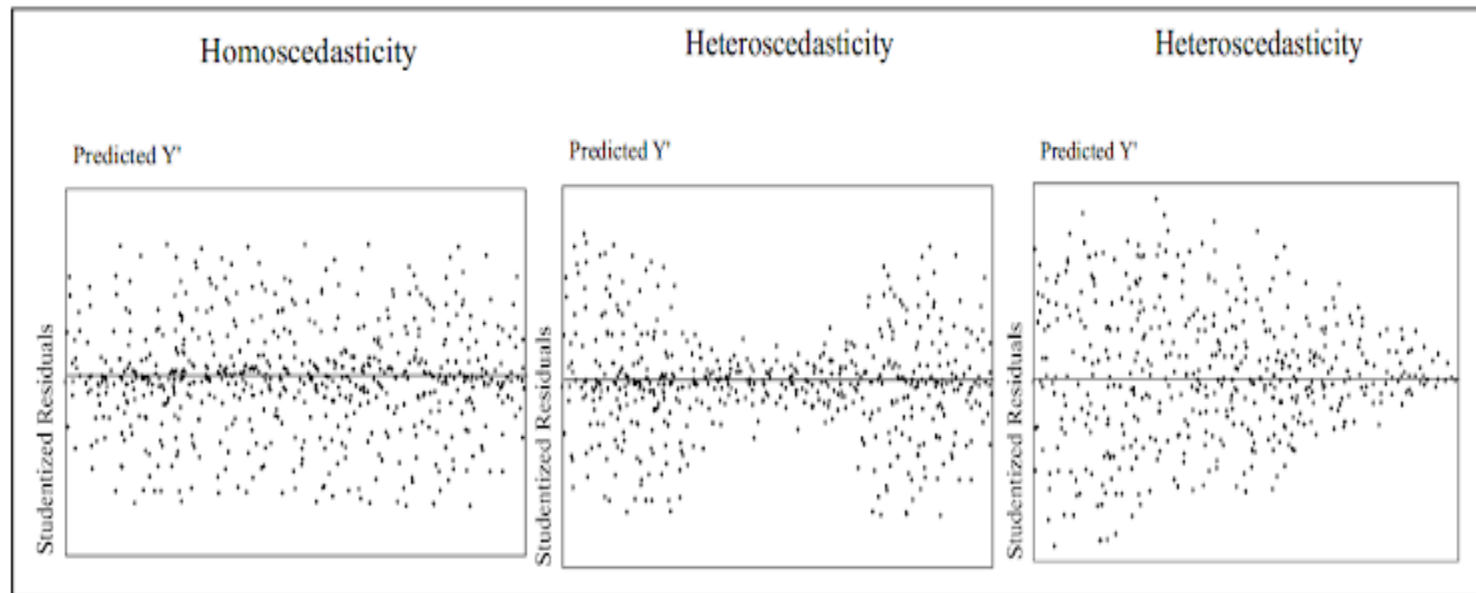 Homoscedasticity
Predicted Y'
Studentized Residuals
Heteroscedasticity
Predicted Y'
Studentized Residuals
Heteroscedasticity
Predicted Y'
Studentized Residuals